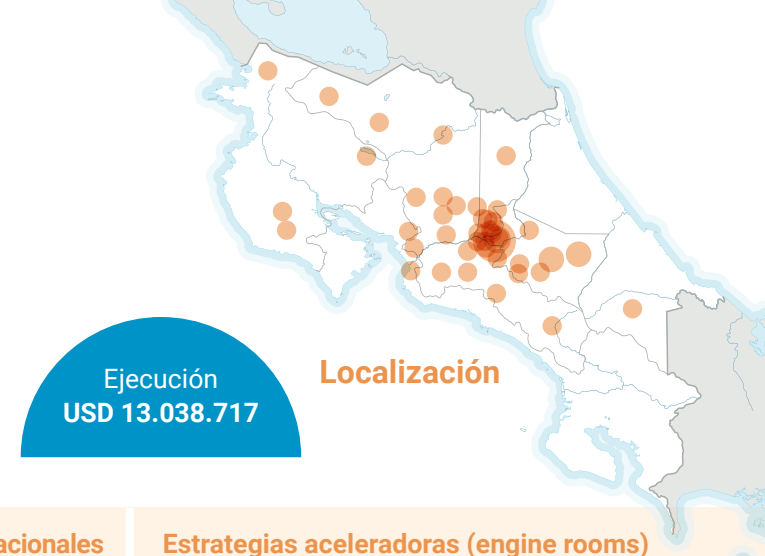 Localización
Ejecución
USD 13.038.717
acionales
Estrategias aceleradoras (engine rooms)